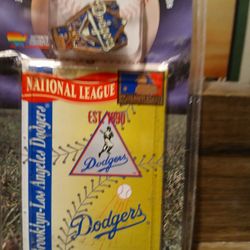 NATIONAL LEAGUE
EST. 1890
Brooklyn-Los Angeles Dodgers
Dodgers
Dodgers